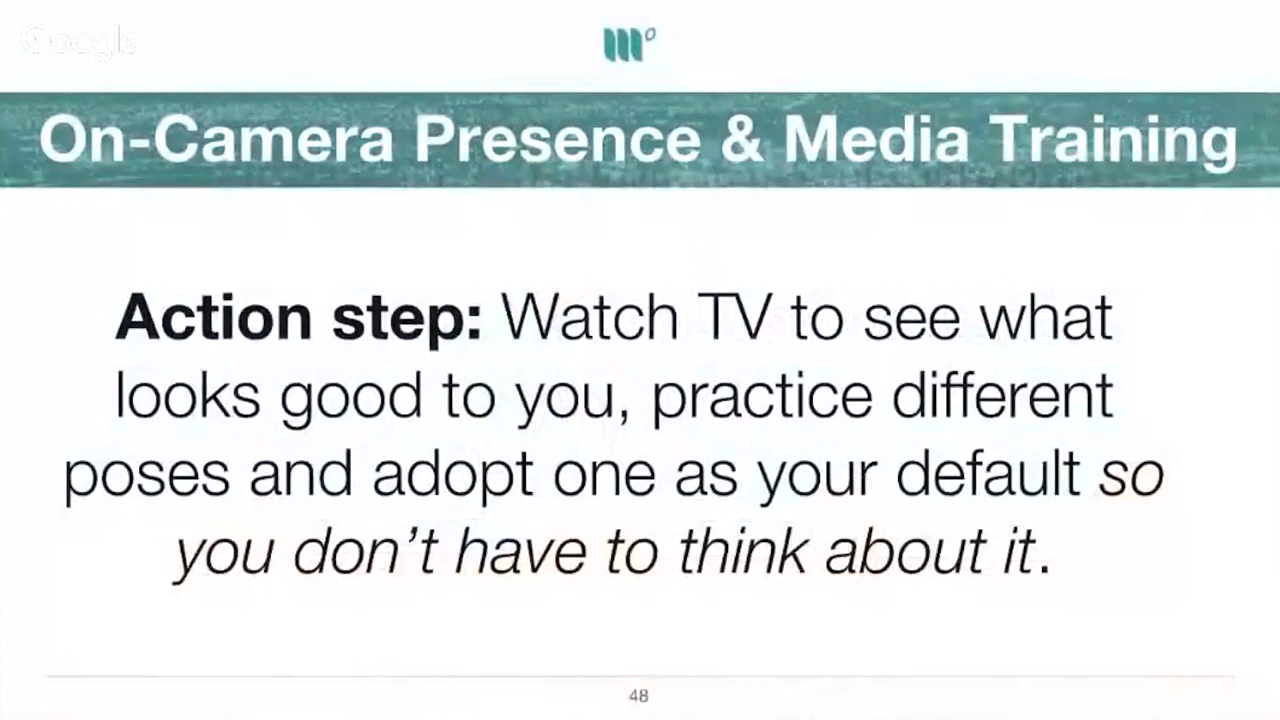 Google
On-Camera Presence & Media Training
Action step: Watch TV to see what
looks good to you, practice different
poses and adopt one as your default so
you don’t have to think about it.
48